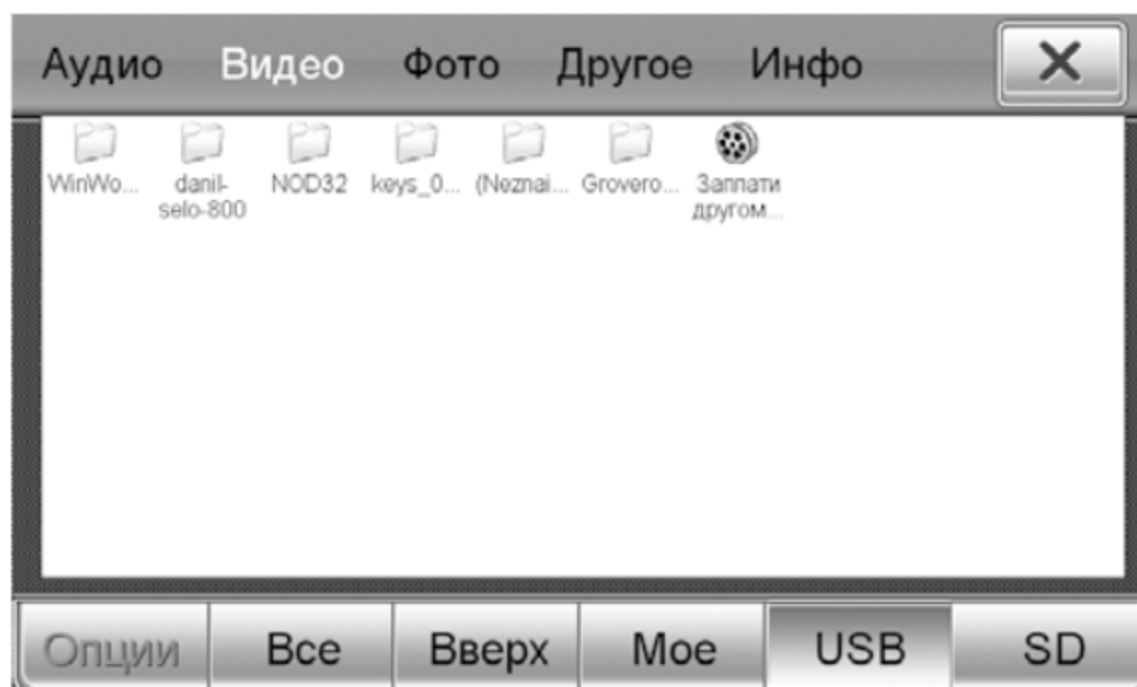 Аудио Видео Фото Другое Инфо
WinWo... danil- NOD32 keys_0... (Neznai... Grovero... Заплати
selo-800 другом...
Опции Все Вверх Мое USB SD